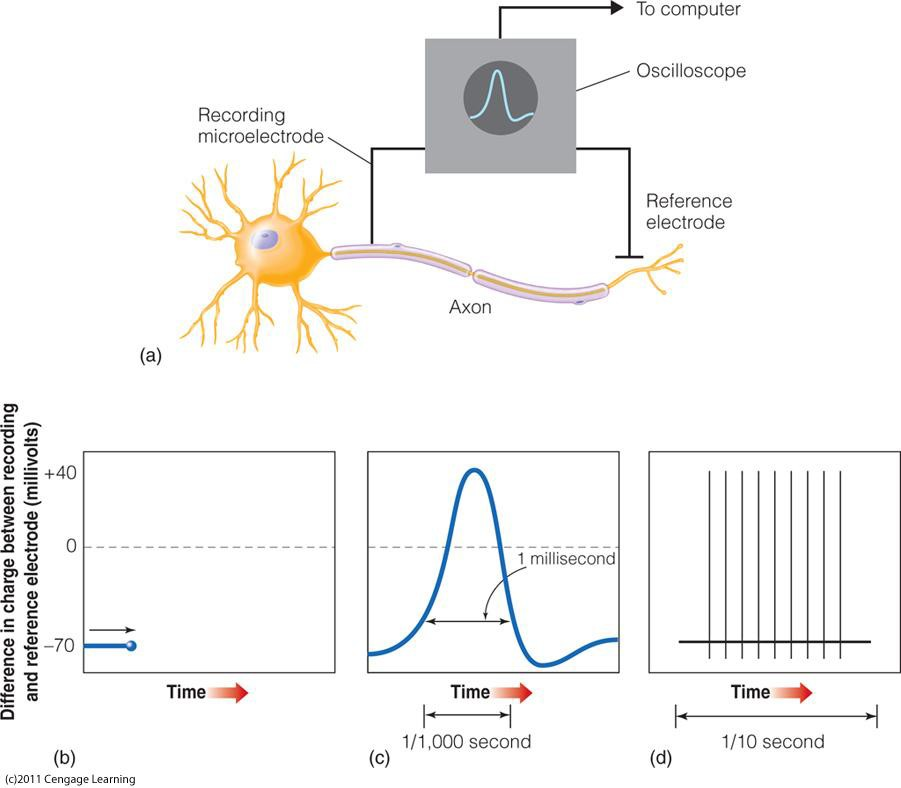 To computer
Oscilloscope
Recording
microelectrode
Reference
electrode
Axon
(a)
Difference in charge between recording
and reference electrode (millivolts)
+40
0
–70
1 millisecond
Time
Time
Time
1/1,000 second
1/10 second
(b)
(c)
(d)
(c)2011 Cengage Learning